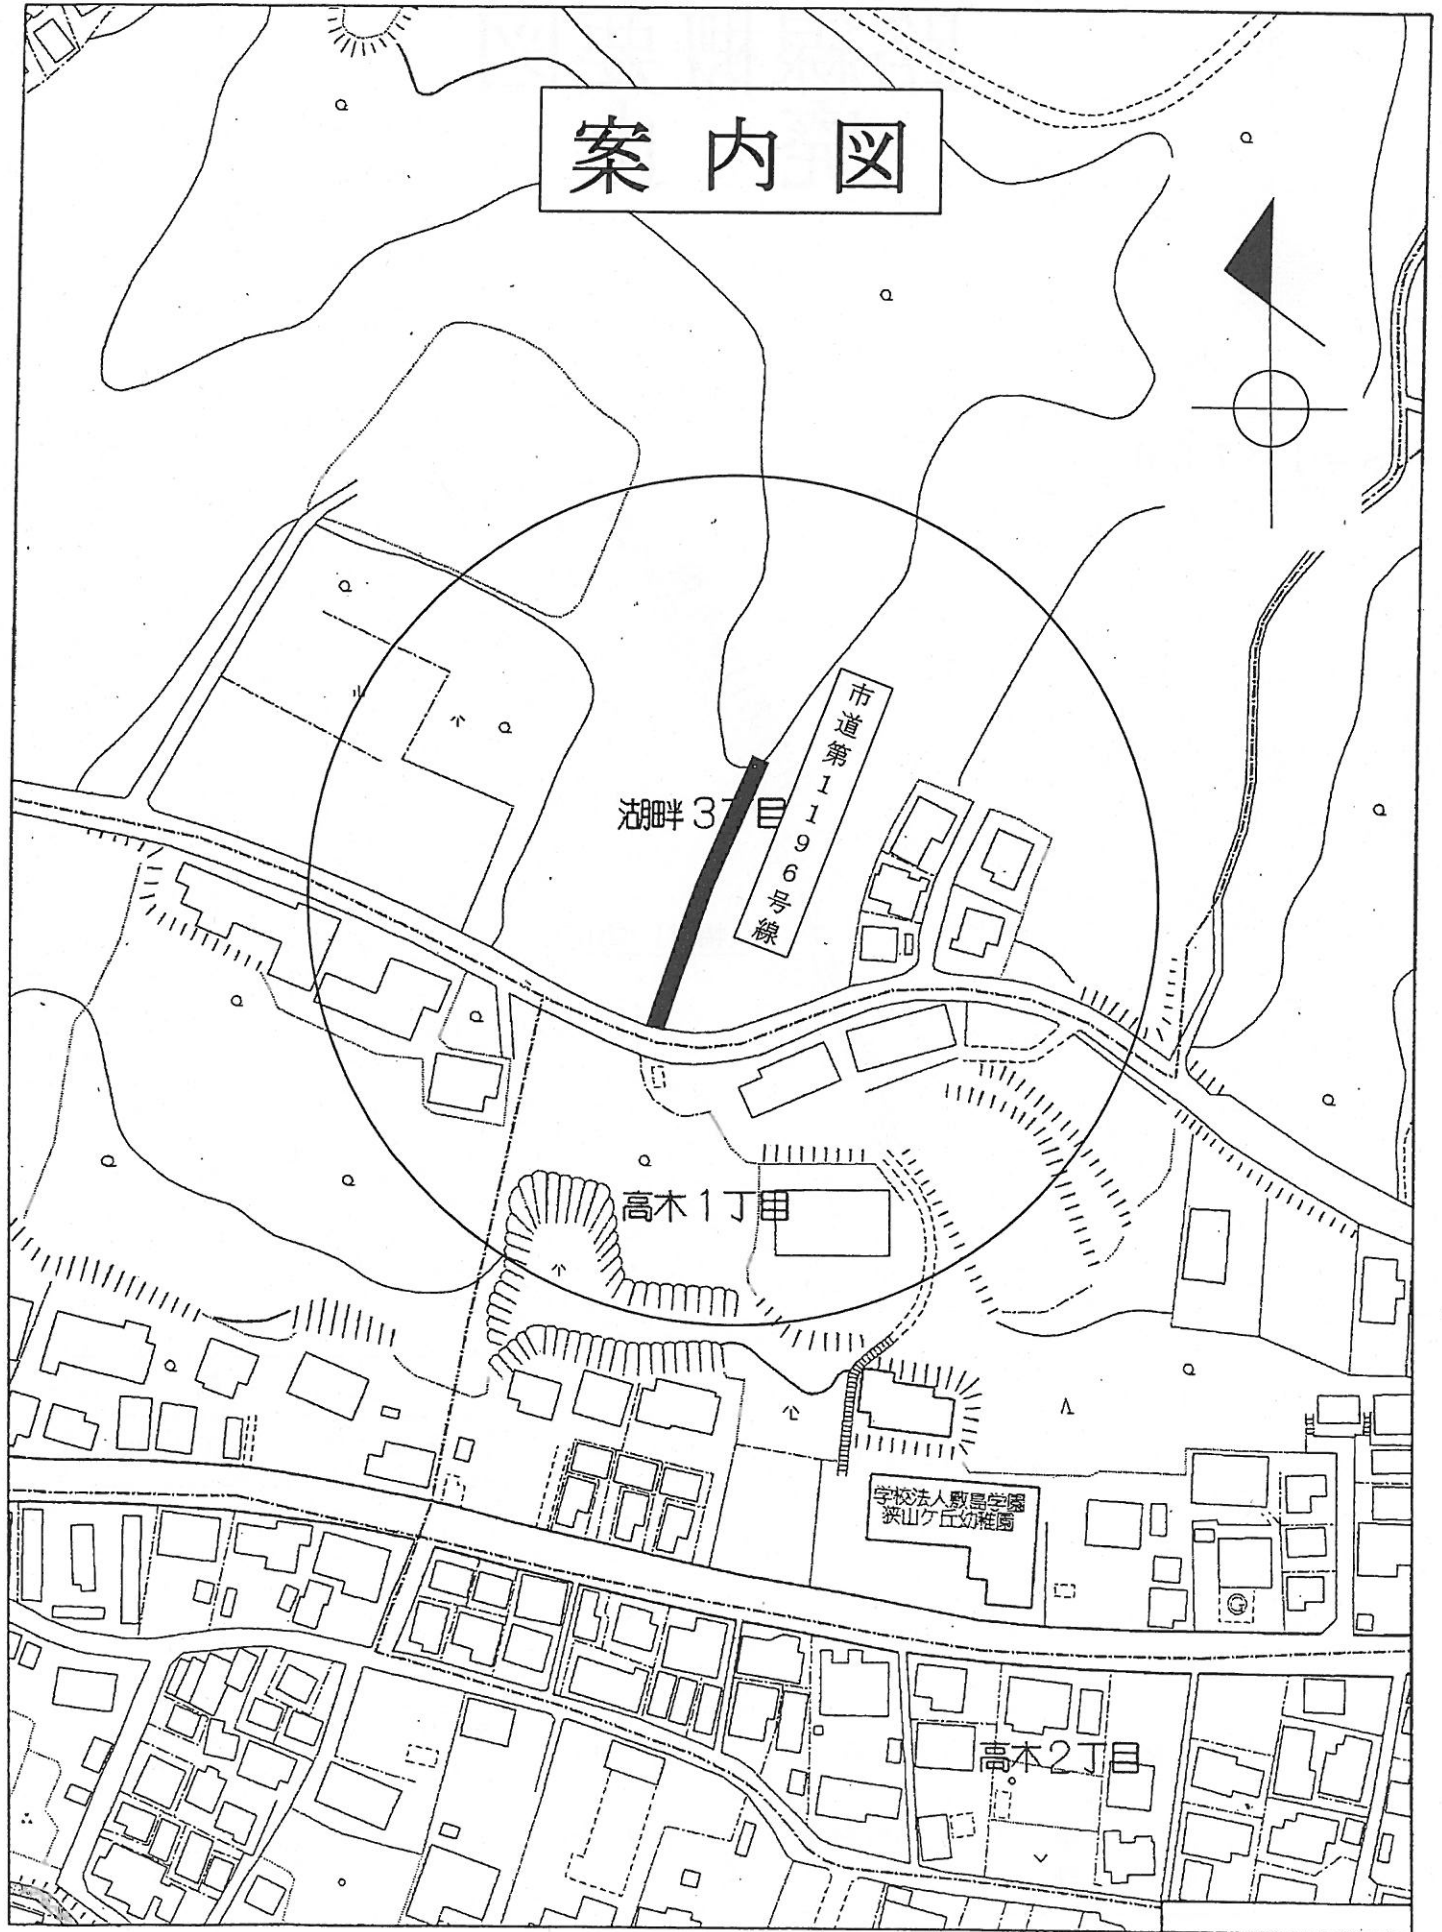 案内図
市道第1196号線
湖畔3丁目
高木1丁目
学校法人敷島学園
狭山ケ丘幼稚園
高木2丁目